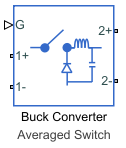 G
2+
1+
1-
2-
Buck Converter
Averaged Switch